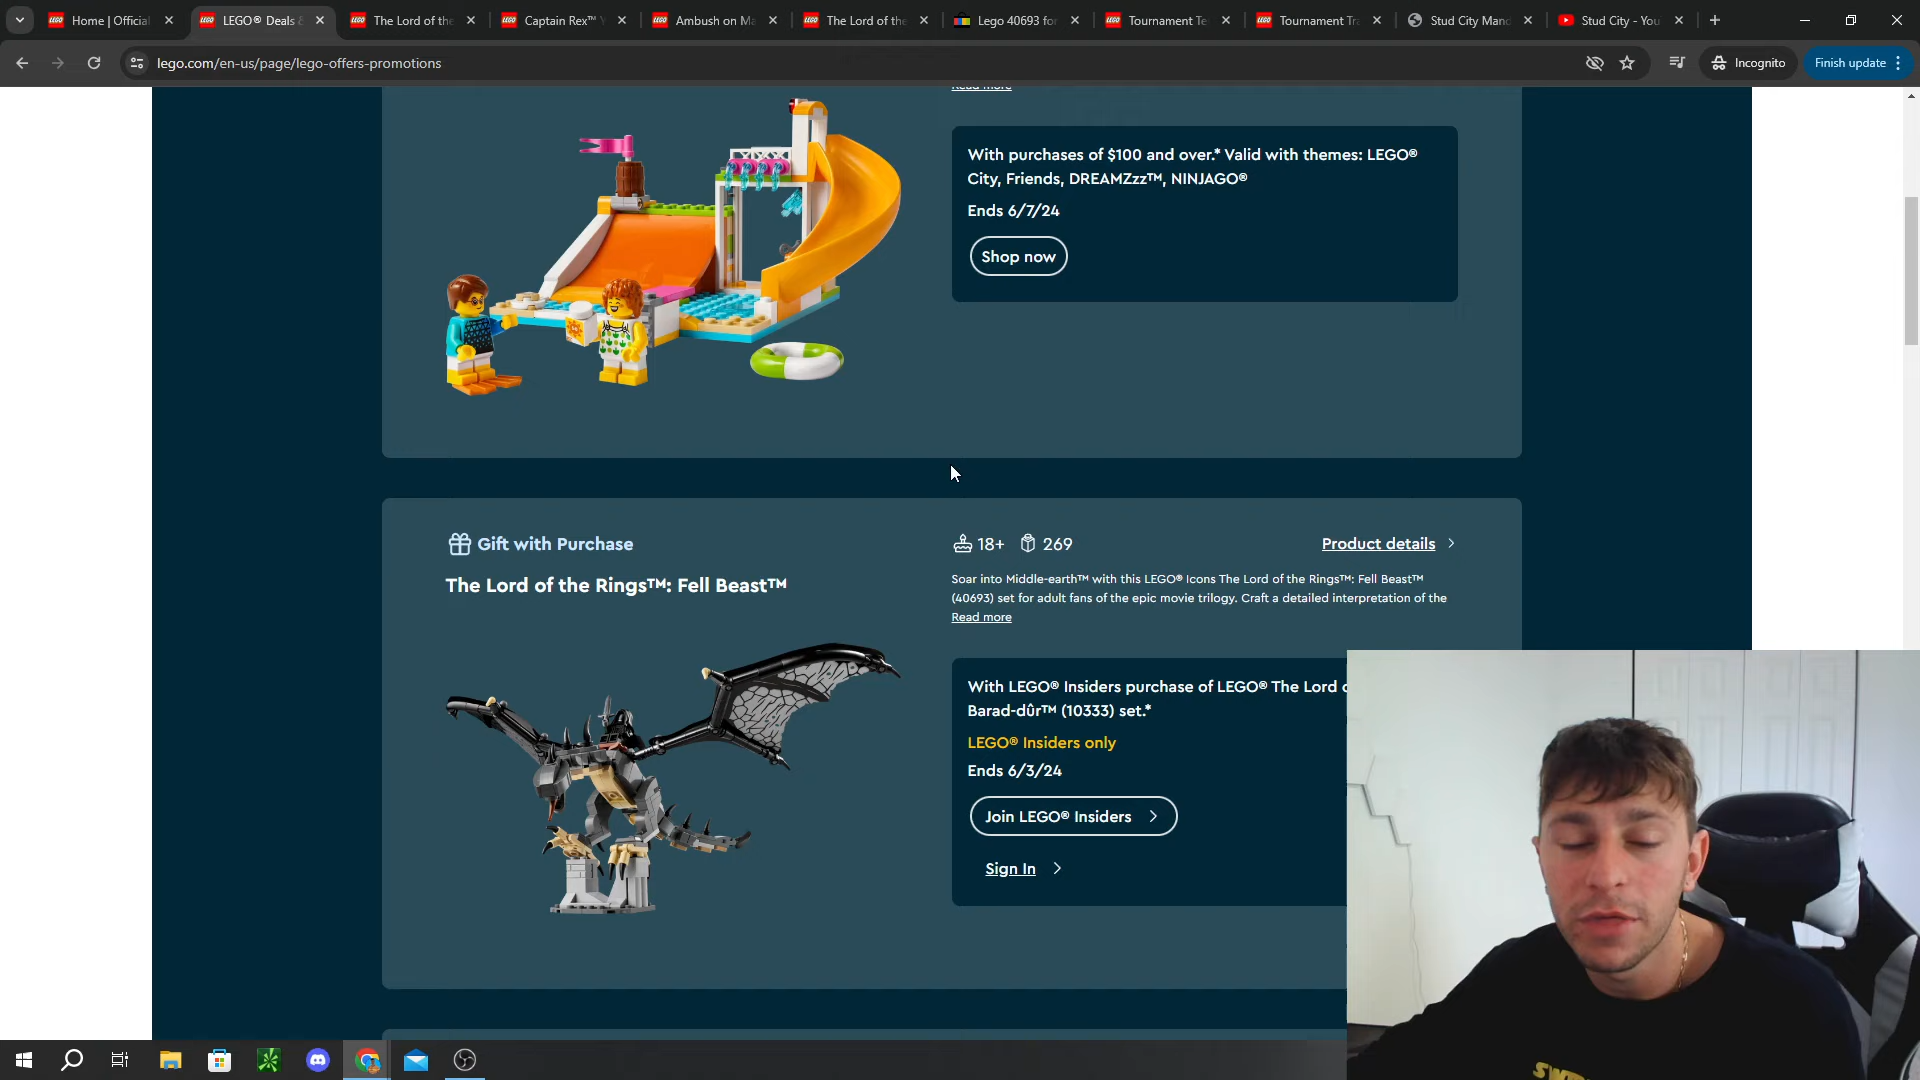 Home | Official
LEGO® Deals &
The Lord of the
Captain Rex™ Y
Ambush on Ma
The Lord of the
Lego 40693 for
Tournament Te
Tournament Tra
Stud City Mand
Stud City - You
lego.com/en-us/page/lego-offers-promotions
Incognito
Finish update
Read more
With purchases of $100 and over.* Valid with themes: LEGO®
City, Friends, DREAMZzz™, NINJAGO®
Ends 6/7/24
Shop now
Gift with Purchase
The Lord of the Rings™: Fell Beast™
18+ 269
Product details
Soar into Middle-earth™ with this LEGO® Icons The Lord of the Rings™: Fell Beast™
(40693) set for adult fans of the epic movie trilogy. Craft a detailed interpretation of the
Read more
With LEGO® Insiders purchase of LEGO® The Lord o
Barad-dûr™ (10333) set.*
LEGO® Insiders only
Ends 6/3/24
Join LEGO® Insiders
Sign In